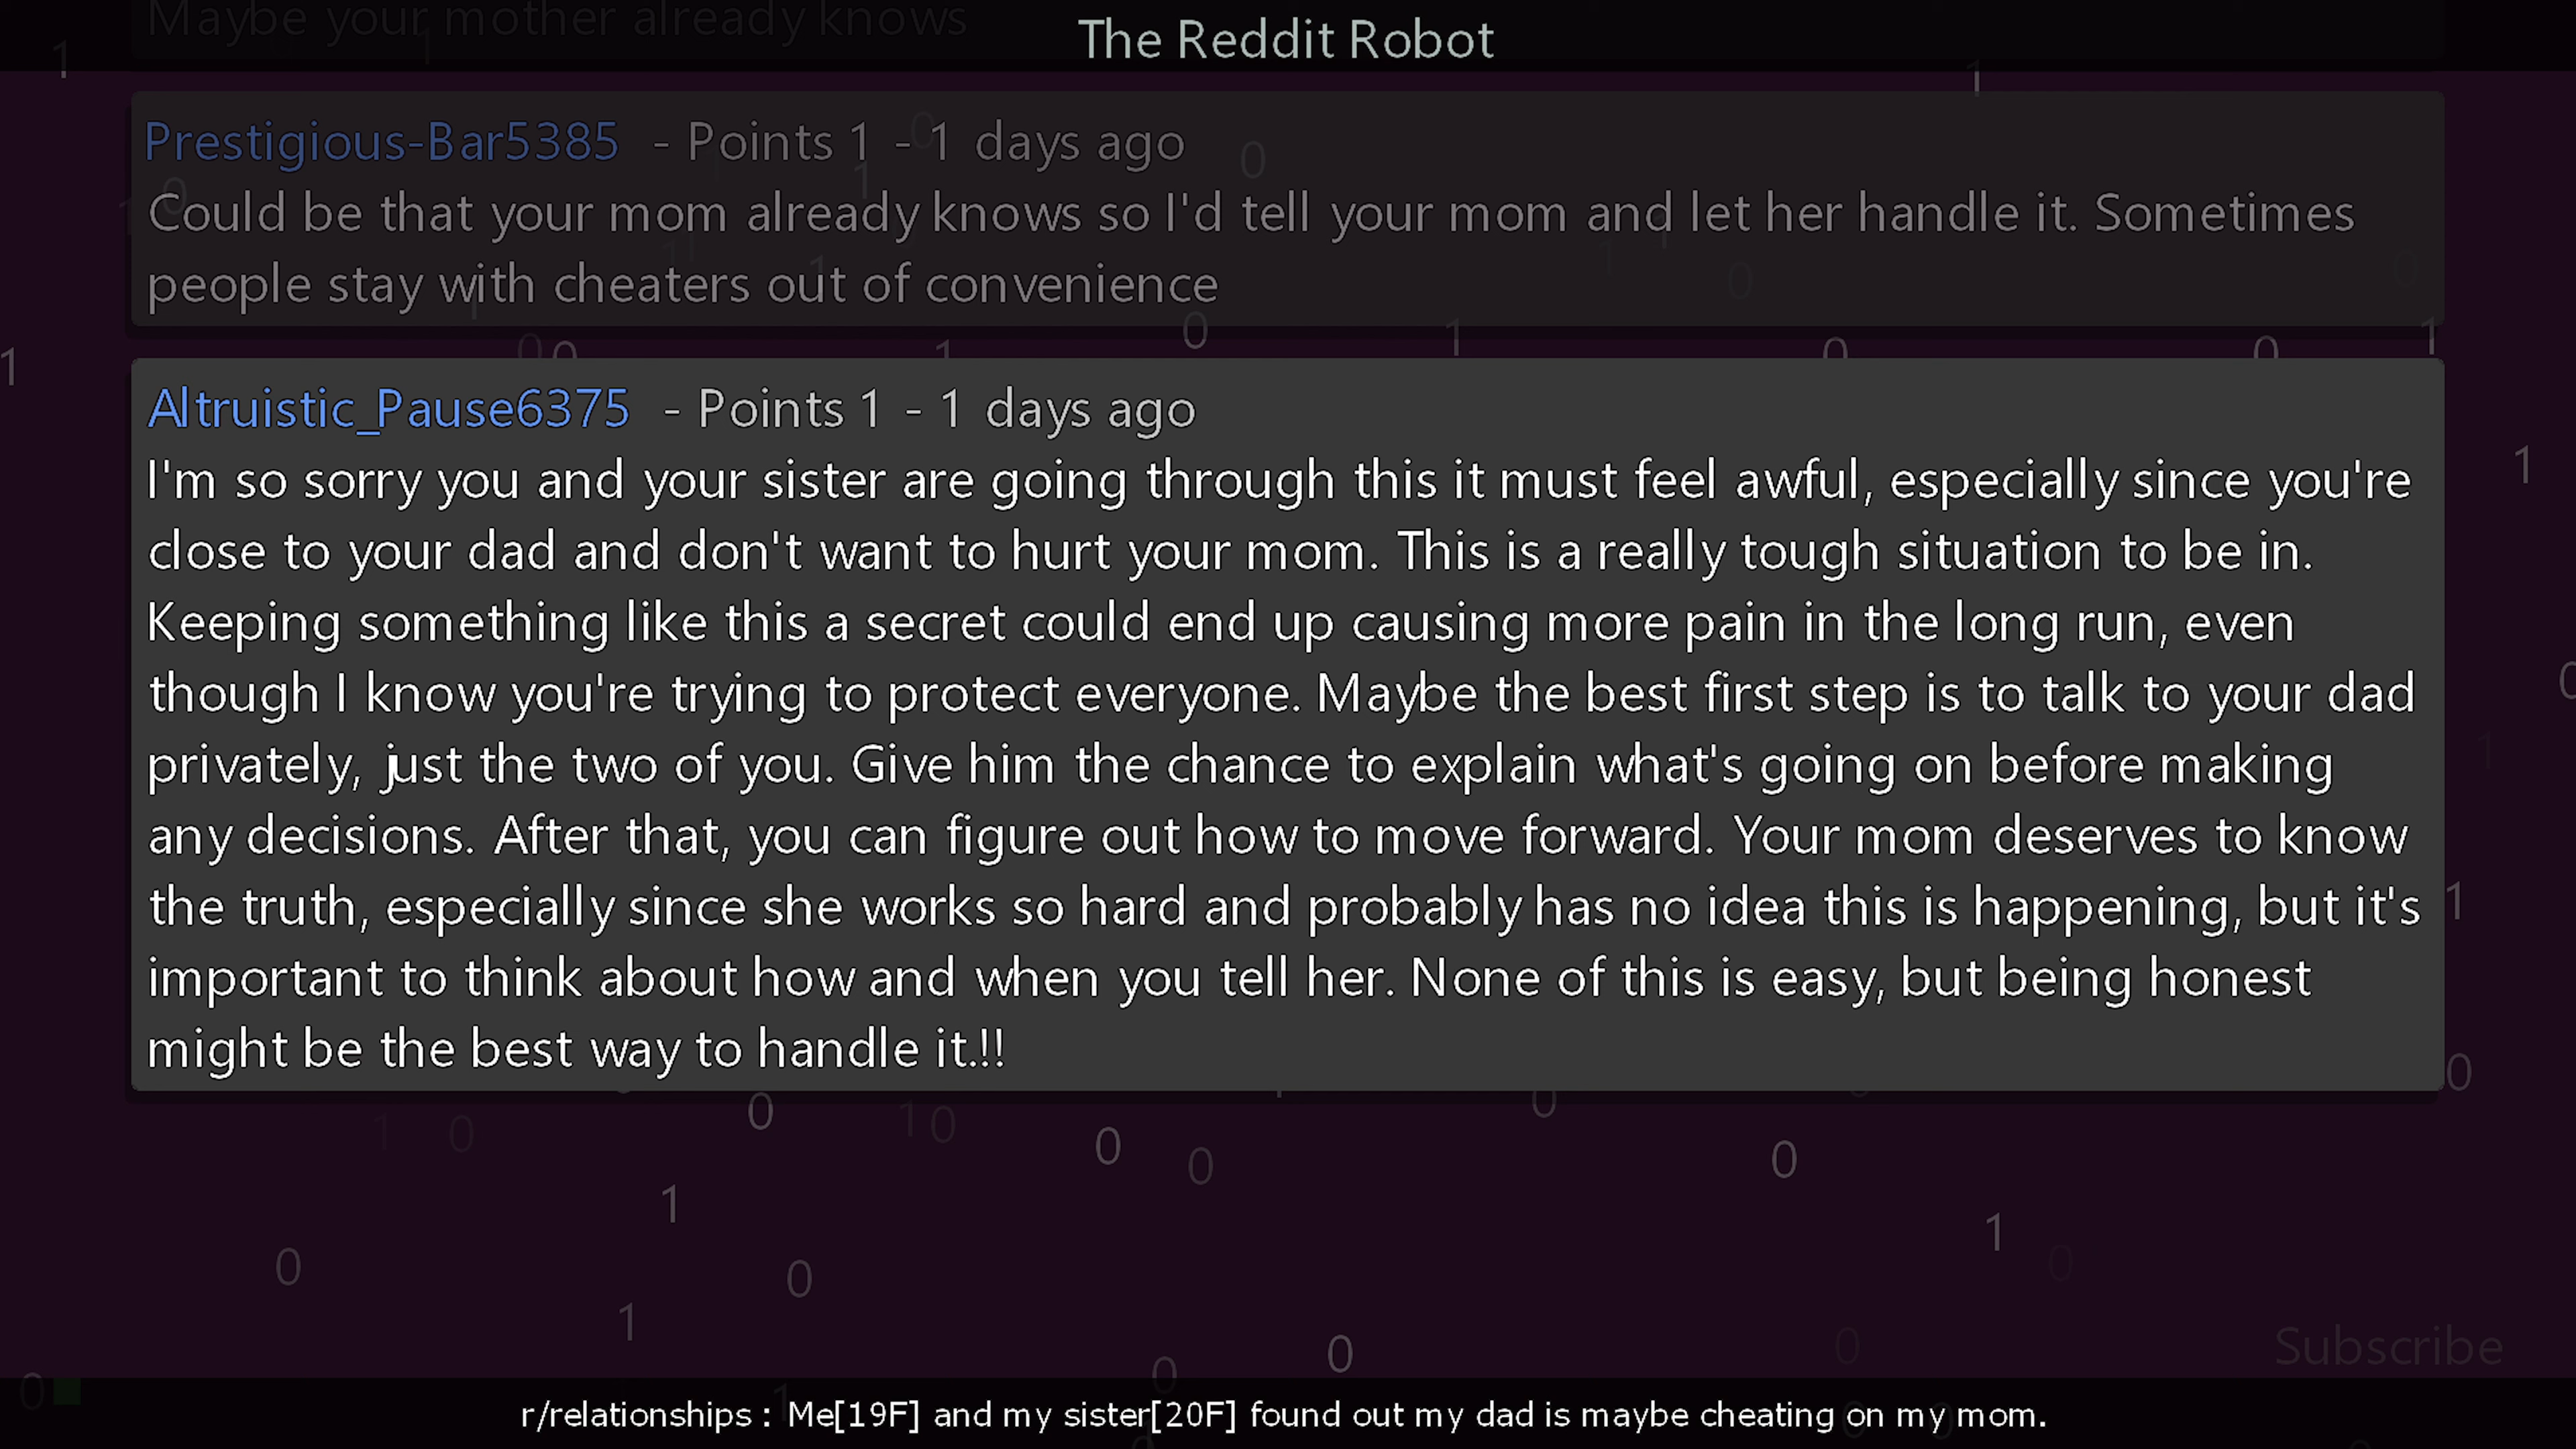 Maybe your mother already knows
The Reddit Robot
Prestigious-Bar5385 - Points 1 - 1 days ago
Could be that your mom already knows so I'd tell your mom and let her handle it. Sometimes
people stay with cheaters out of convenience
Altruistic_Pause6375 - Points 1 - 1 days ago
I'm so sorry you and your sister are going through this it must feel awful, especially since you're
close to your dad and don't want to hurt your mom. This is a really tough situation to be in.
Keeping something like this a secret could end up causing more pain in the long run, even
though I know you're trying to protect everyone. Maybe the best first step is to talk to your dad
privately, just the two of you. Give him the chance to explain what's going on before making
any decisions. After that, you can figure out how to move forward. Your mom deserves to know
the truth, especially since she works so hard and probably has no idea this is happening, but it's
important to think about how and when you tell her. None of this is easy, but being honest
might be the best way to handle it.!!
Subscribe
r/relationships : Me[19F] and my sister[20F] found out my dad is maybe cheating on my mom.